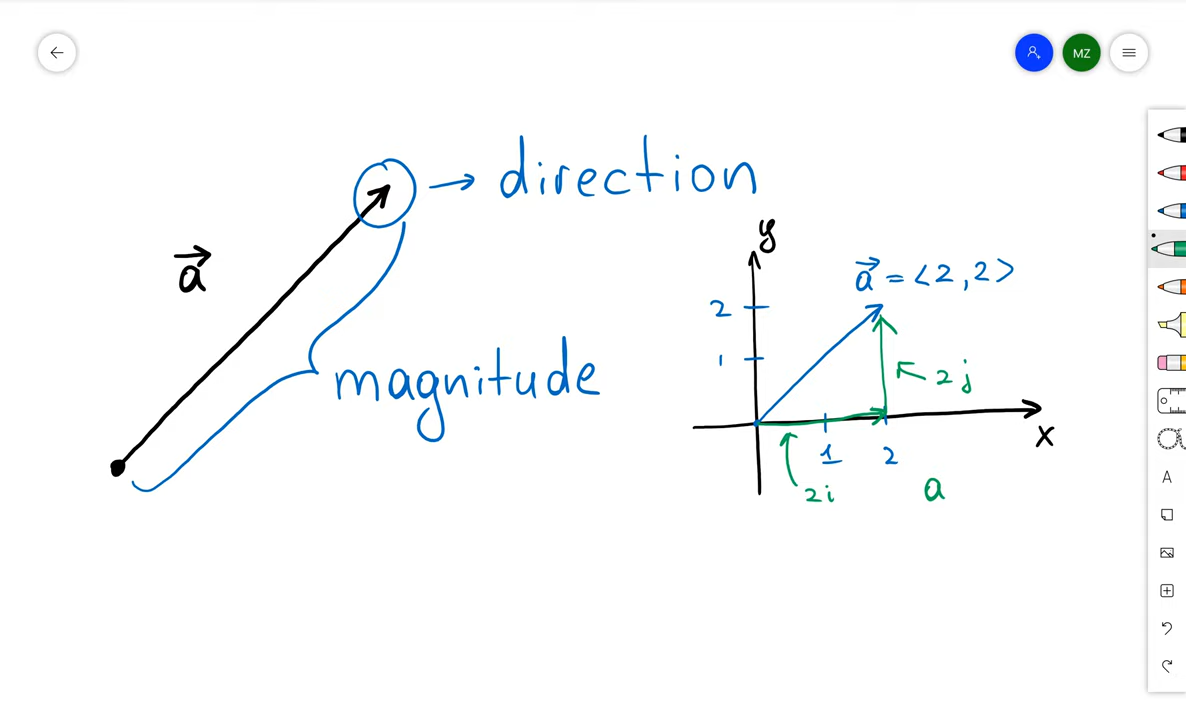 MZ
direction
a⃗
magnitude
y
a⃗ = <2,2>
2
1
2j
x
1 2
2i
a
A